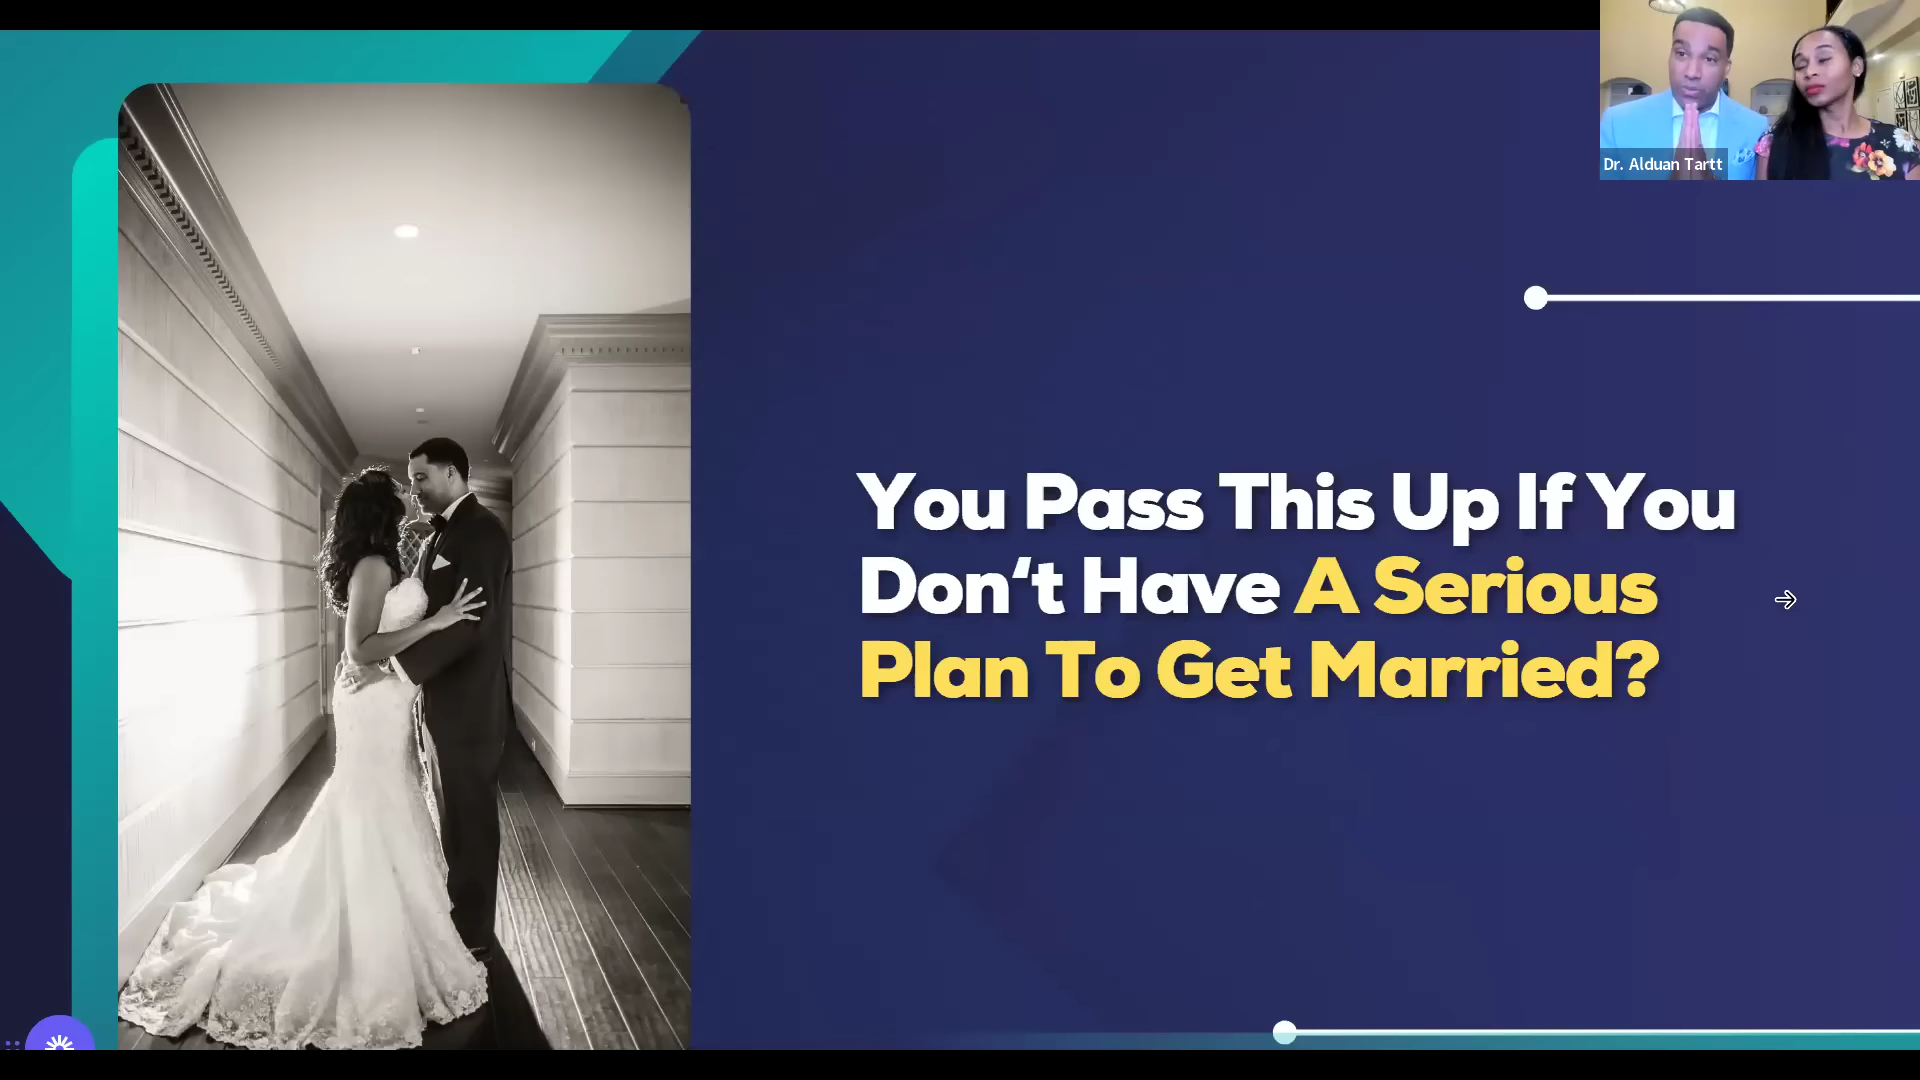 Dr. Alduan Tartt
You Pass This Up If You
Don‘t Have A Serious
Plan To Get Married?